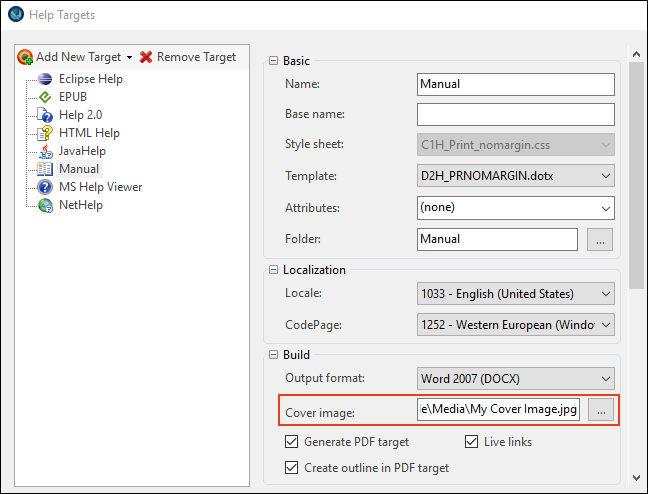 Help Targets
Add New Target Remove Target
Eclipse Help
EPUB
Help 2.0
HTML Help
JavaHelp
Manual
MS Help Viewer
NetHelp
Basic
Name: Manual
Base name:
Style sheet: C1H_Print_nomargin.css
Template: D2H_PRNOMARGIN.dotx
Attributes: (none)
Folder: Manual ...
Localization
Locale: 1033 - English (United States)
CodePage: 1252 - Western European (Window
Build
Output format: Word 2007 (DOCX)
Cover image: e\Media\My Cover Image.jpg ...
Generate PDF target Live links
Create outline in PDF target